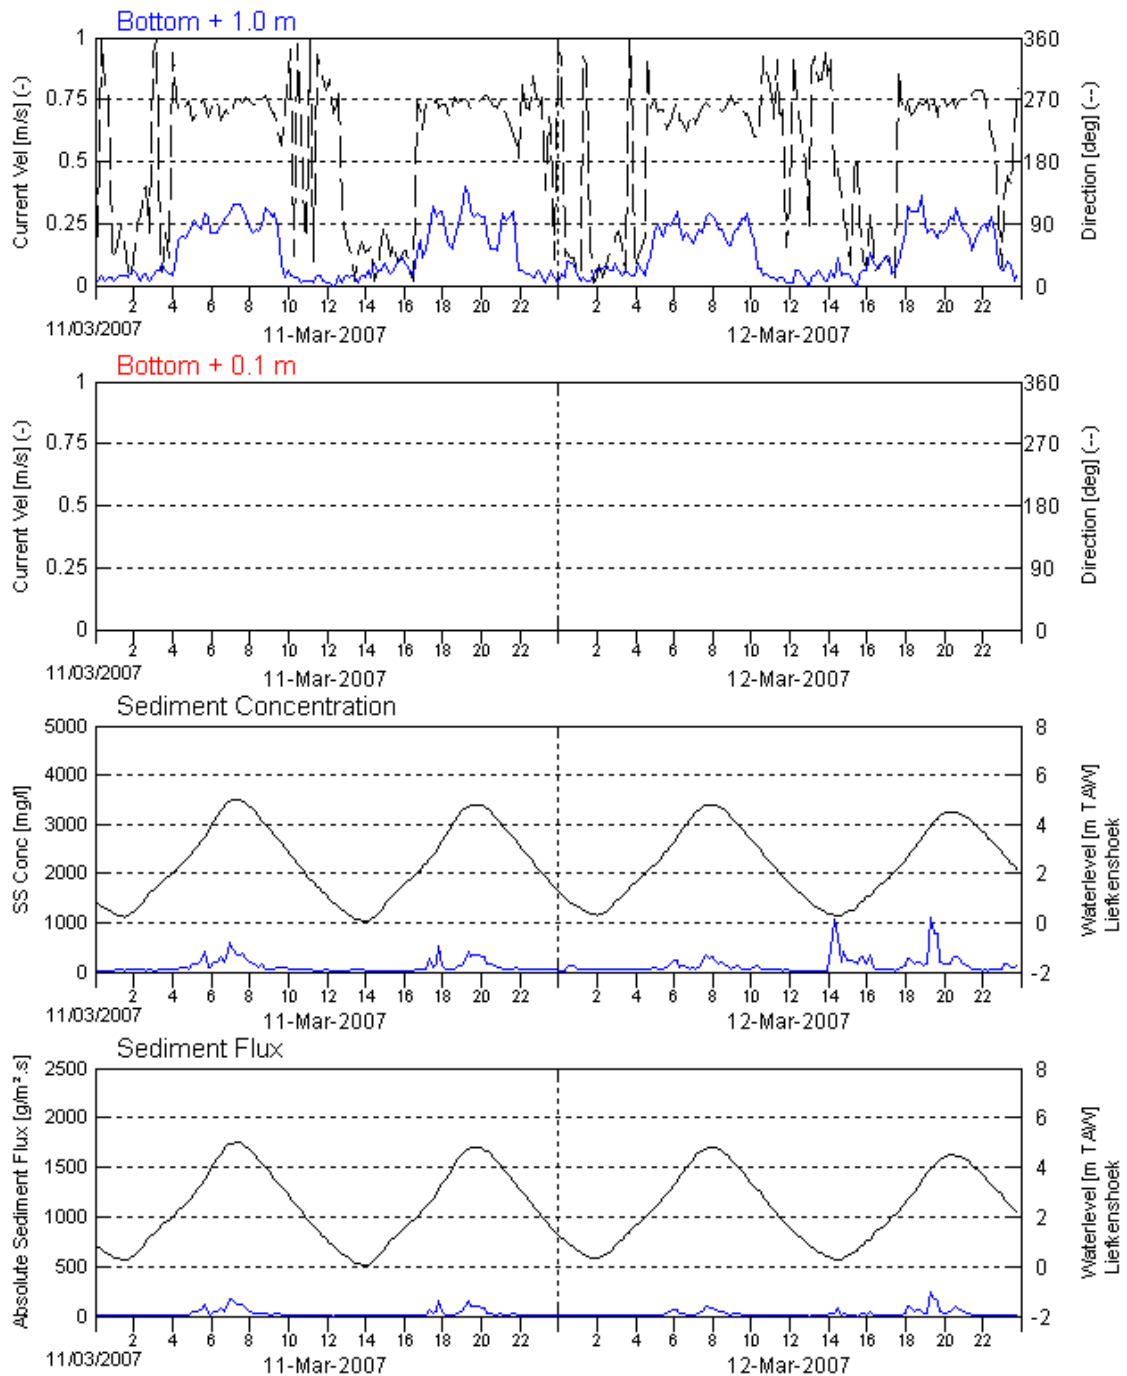 Bottom + 1.0 m
Current Vel [m/s] (-)
1
0.75
0.5
0.25
0
360
270
180
90
0
Direction [deg] (--)
2 4 6 8 10 12 14 16 18 20 22 2 4 6 8 10 12 14 16 18 20 22
11/03/2007
11-Mar-2007 12-Mar-2007
Bottom + 0.1 m
Current Vel [m/s] (-)
1
0.75
0.5
0.25
0
360
270
180
90
0
Direction [deg] (--)
2 4 6 8 10 12 14 16 18 20 22 2 4 6 8 10 12 14 16 18 20 22
11/03/2007
11-Mar-2007 12-Mar-2007
Sediment Concentration
SS Conc [mg/l]
5000
4000
3000
2000
1000
0
8
6
4
2
0
-2
Waterlevel [m TAW]
Liefkenshoek
2 4 6 8 10 12 14 16 18 20 22 2 4 6 8 10 12 14 16 18 20 22
11/03/2007
11-Mar-2007 12-Mar-2007
Sediment Flux
Absolute Sediment Flux [g/m².s]
2500
2000
1500
1000
500
0
8
6
4
2
0
-2
Waterlevel [m TAW]
Liefkenshoek
2 4 6 8 10 12 14 16 18 20 22 2 4 6 8 10 12 14 16 18 20 22
11/03/2007
11-Mar-2007 12-Mar-2007